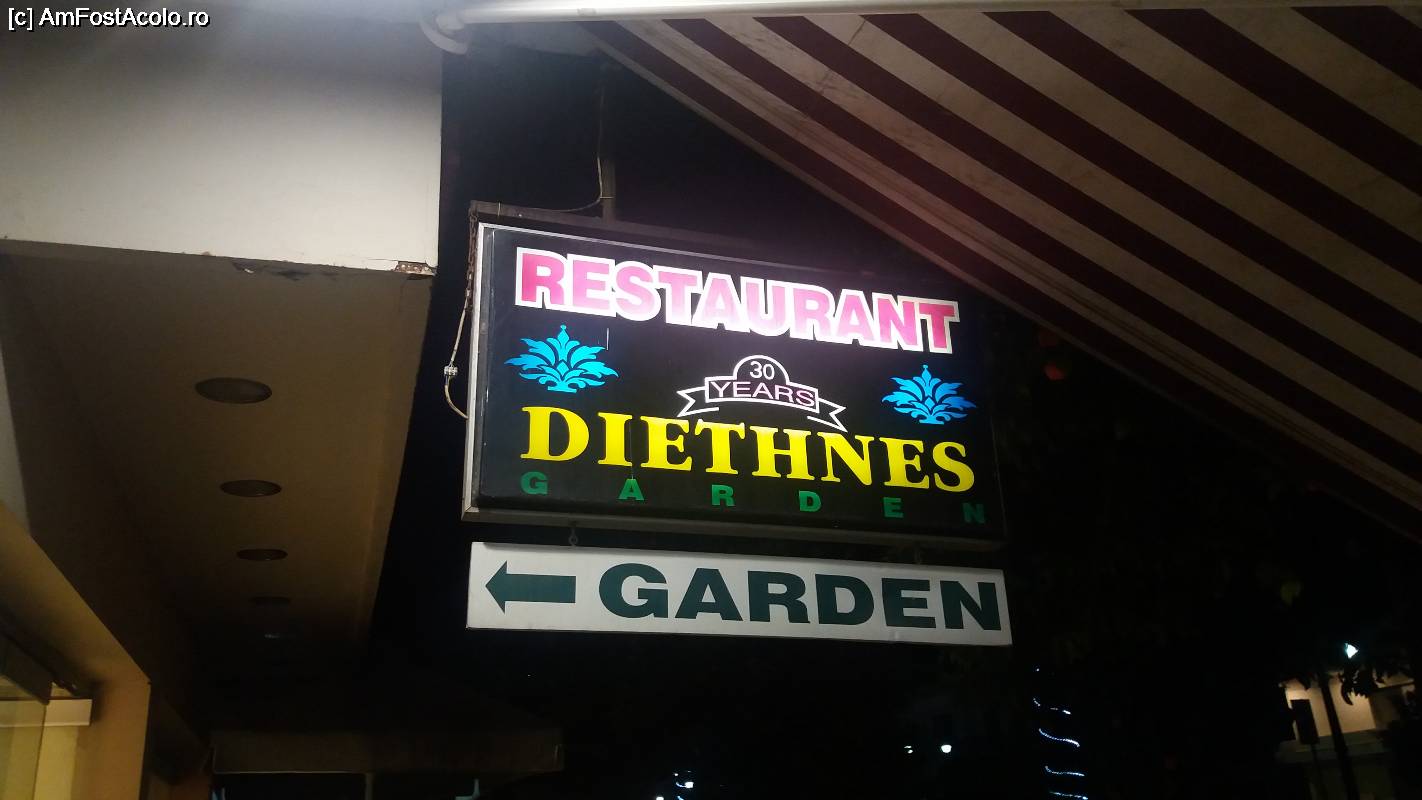 [c] AmFostAcolo.ro
RESTAURANT
30
YEARS
DIETHNES
GARDEN
GARDEN